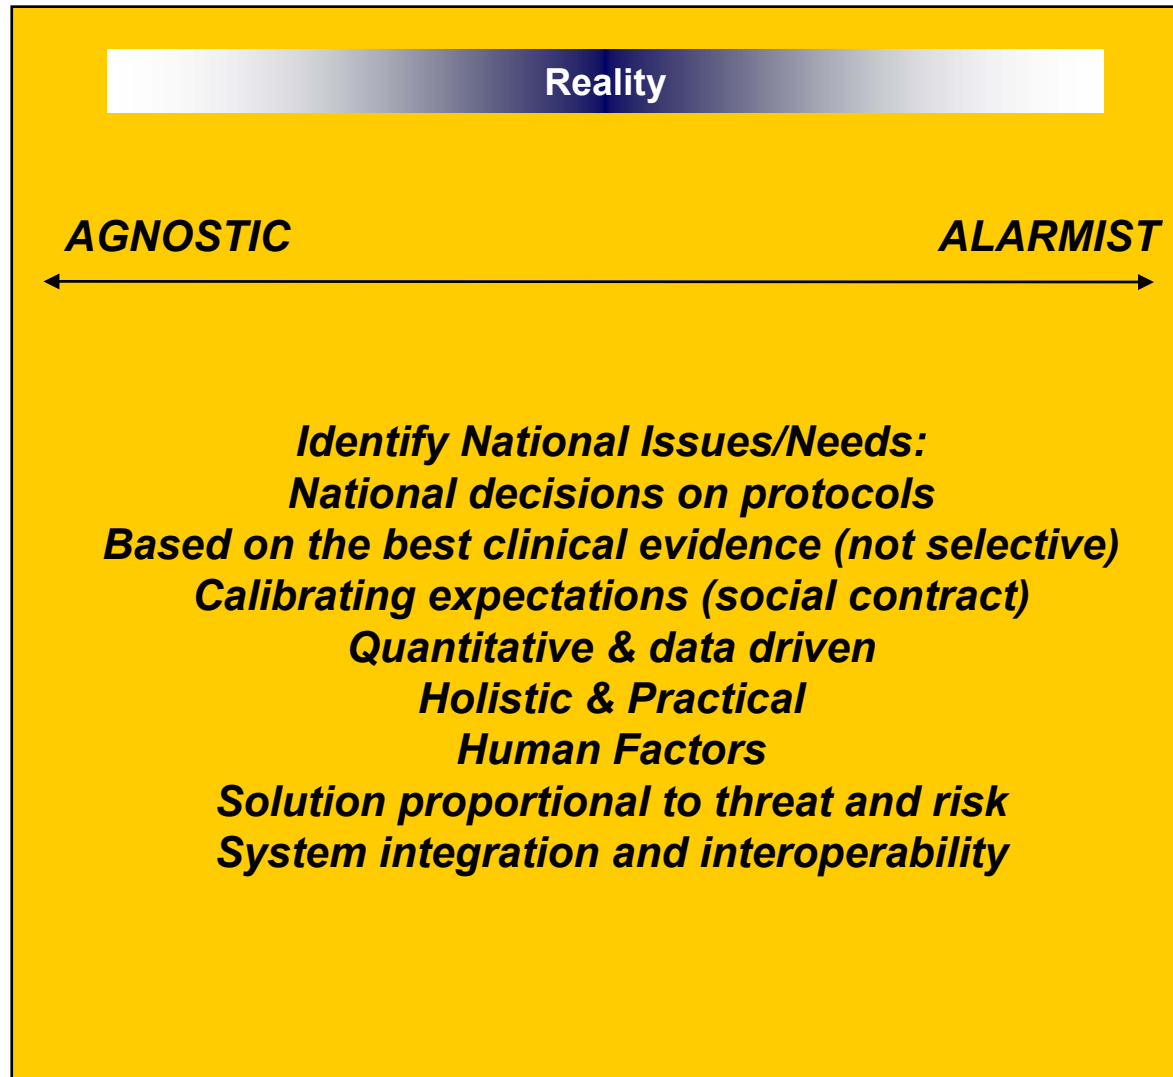 Reality
AGNOSTIC ALARMIST
Identify National Issues/Needs:
National decisions on protocols
Based on the best clinical evidence (not selective)
Calibrating expectations (social contract)
Quantitative & data driven
Holistic & Practical
Human Factors
Solution proportional to threat and risk
System integration and interoperability